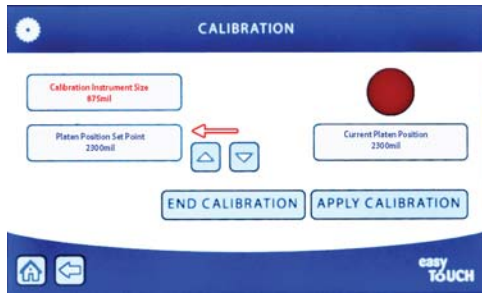 CALIBRATION
Calibration Instrument Size
875mil
Platen Position Set Point
2300mil
Current Platen Position
2300mil
END CALIBRATION
APPLY CALIBRATION
easy
TOUCH